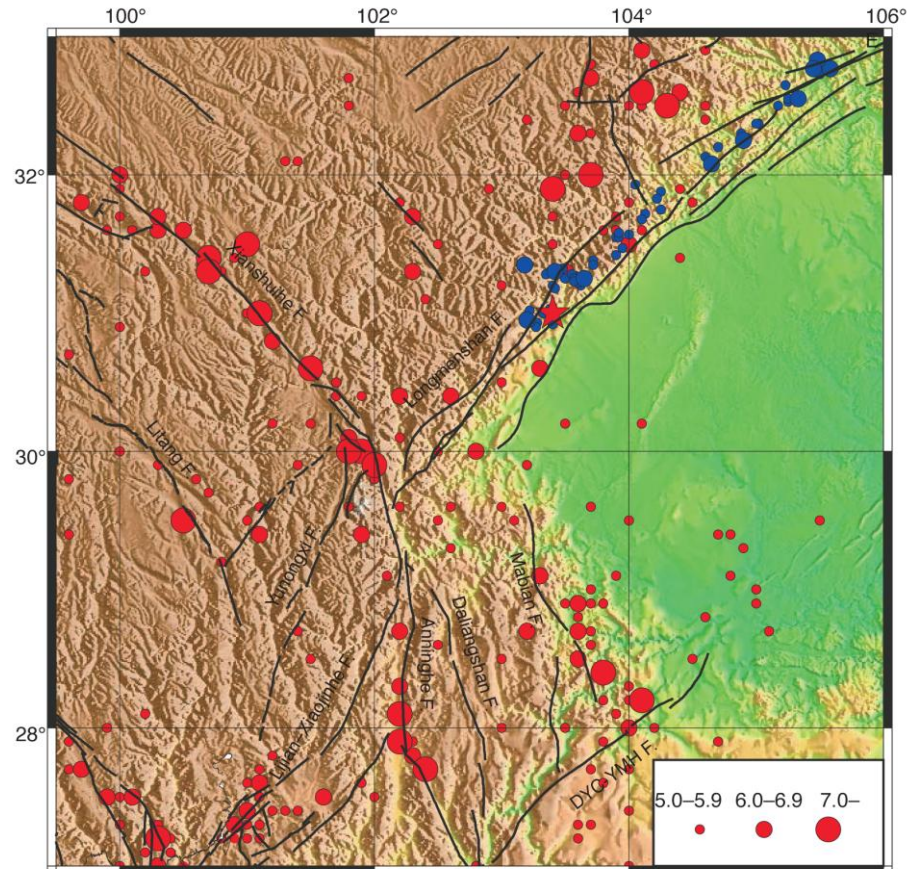 100° 102° 104° 106°
32°
Xianshuihe F
Longmenshan F
30°
Litang F
Yunongxi F
Mabian F
Anninghe F
Daliangshan F
Lijian-Xiaojinhe F
28°
DYC-YMH F
5.0–5.9 6.0–6.9 7.0–